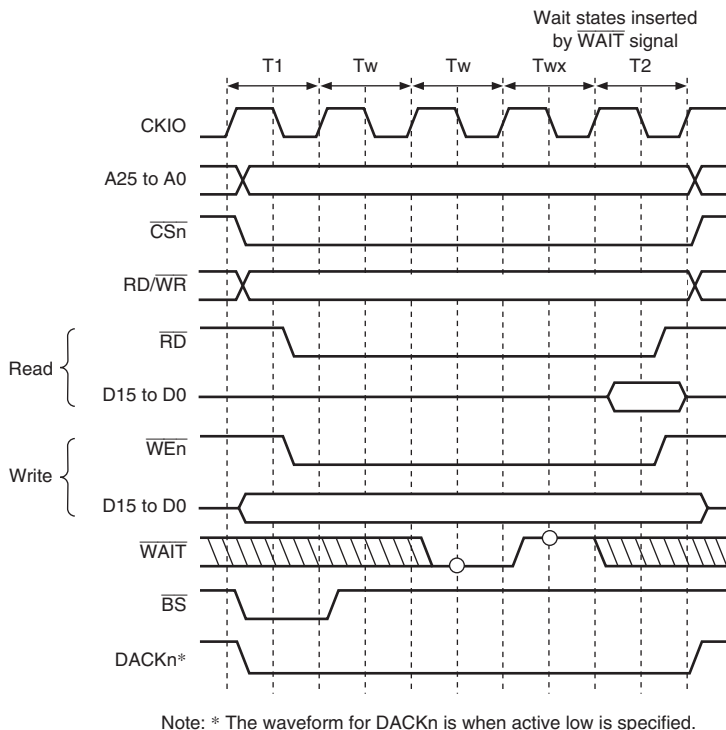 Wait states inserted
by WAIT signal
T1 Tw Tw Twx T2
CKIO
A25 to A0
CSn
RD/WR
RD
Read
D15 to D0
WEn
Write
D15 to D0
WAIT
BS
DACKn*
Note: * The waveform for DACKn is when active low is specified.